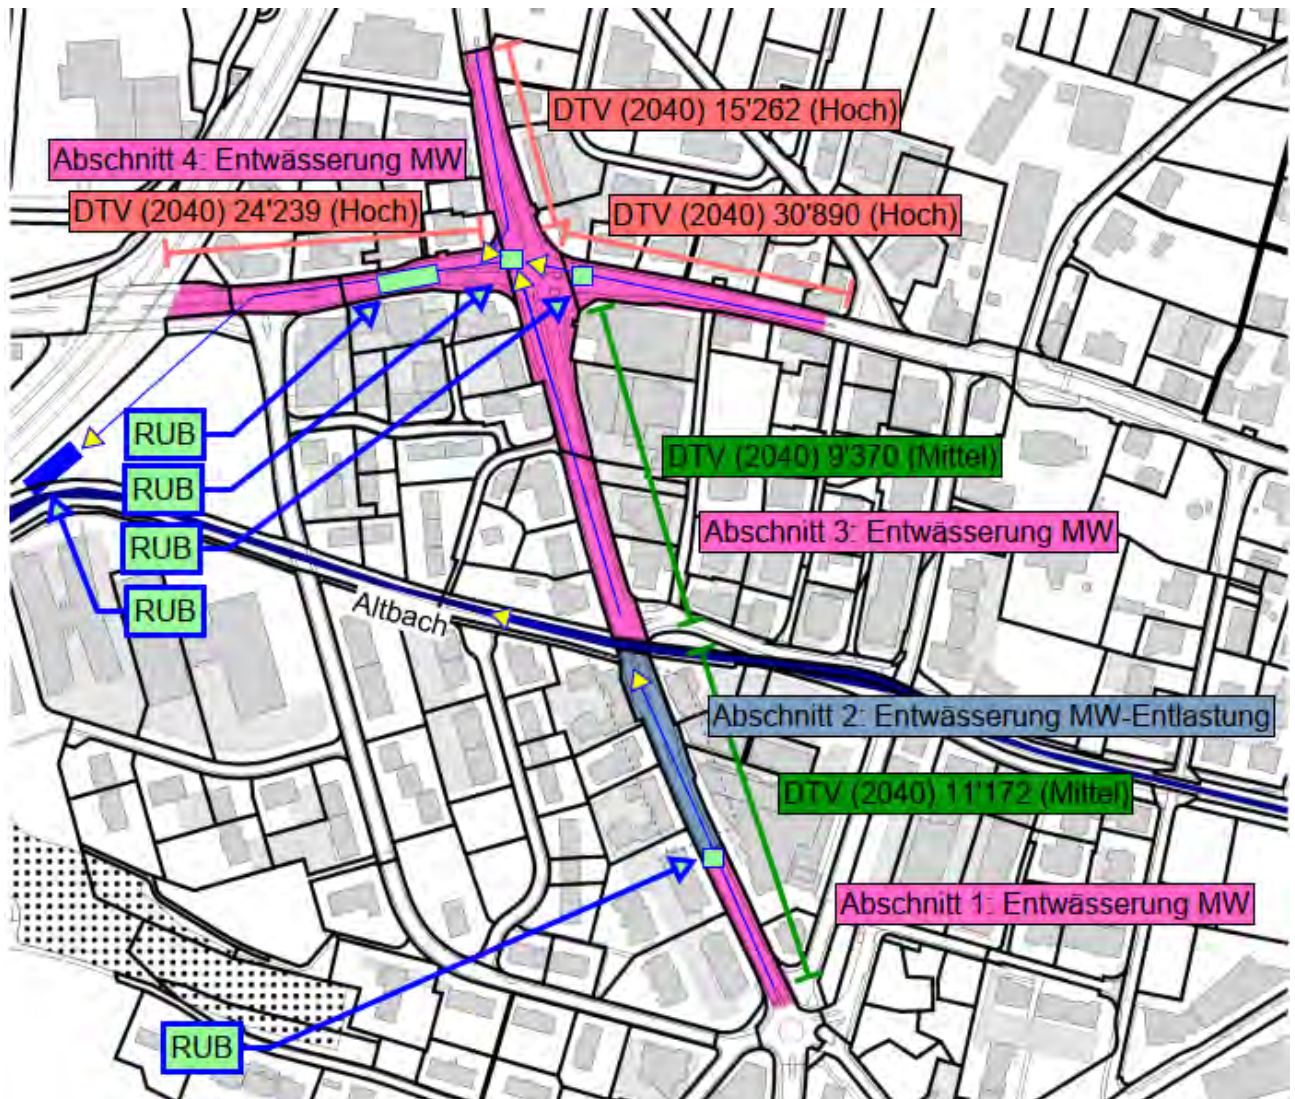 DTV (2040) 15'262 (Hoch)
Abschnitt 4: Entwässerung MW
DTV (2040) 24'239 (Hoch)
DTV (2040) 30'890 (Hoch)
RUB
DTV (2040) 9'370 (Mittel)
RUB
Abschnitt 3: Entwässerung MW
RUB
RUB
Altbach
Abschnitt 2: Entwässerung MW-Entlastung
DTV (2040) 11'172 (Mittel)
Abschnitt 1: Entwässerung MW
RUB